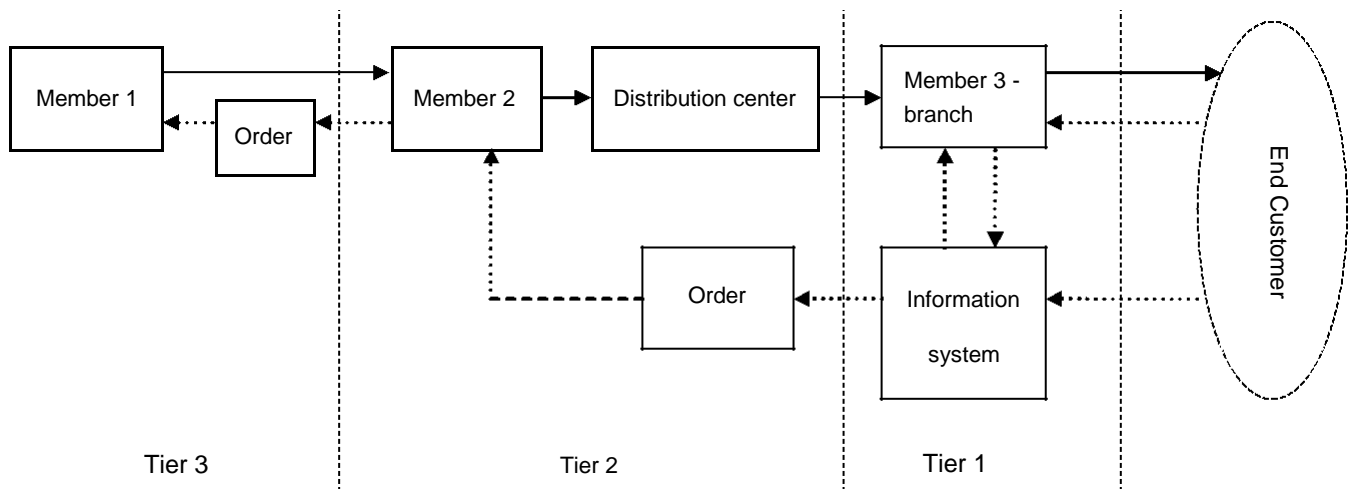 Member 1
Order
Member 2
Distribution center
Member 3 -
branch
Order
Information
system
End Customer
Tier 3
Tier 2
Tier 1